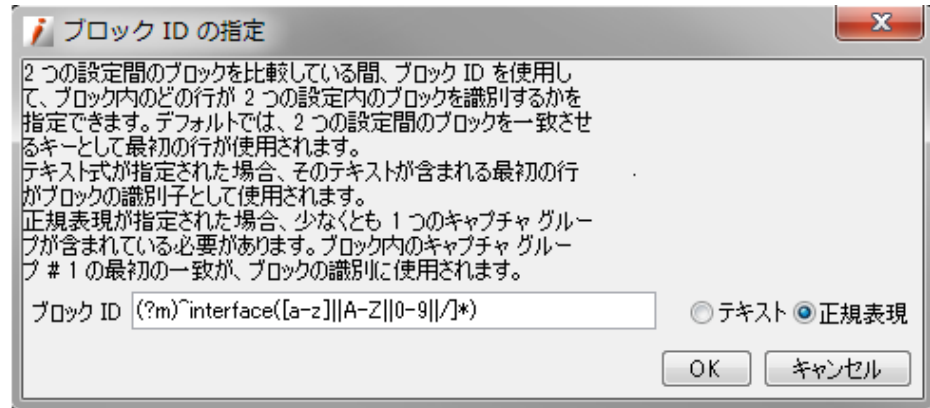 ブロック ID の指定
2 つの設定間のブロックを比較している間、ブロック ID を使用し
て、ブロック内のどの行が 2 つの設定内のブロックを識別するかを
指定できます。デフォルトでは、2 つの設定間のブロックを一致させ
るキーとして最初の行が使用されます。
テキスト式が指定された場合、そのテキストが含まれる最初の行
がブロックの識別子として使用されます。
正規表現が指定された場合、少なくとも 1 つのキャプチャ グルー
プが含まれている必要があります。ブロック内のキャプチャ グルー
プ # 1 の最初の一致が、ブロックの識別に使用されます。
ブロック ID (?m)^interface([a-z]||A-Z||0-9||/]*) テキスト 正規表現
OK キャンセル